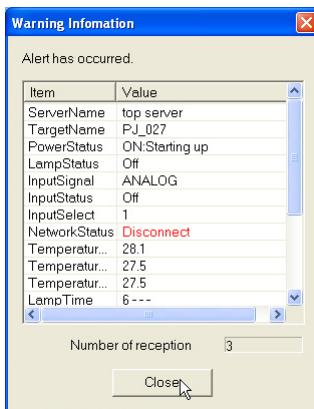 Warning Infomation
Alert has occurred.
Item Value
ServerName top server
TargetName PJ_027
PowerStatus ON:Starting up
LampStatus Off
InputSignal ANALOG
InputStatus Off
InputSelect 1
NetworkStatus Disconnect
Temperatur... 28.1
Temperatur... 27.5
Temperatur... 27.5
LampTime 6 ---
Number of reception 3
Close